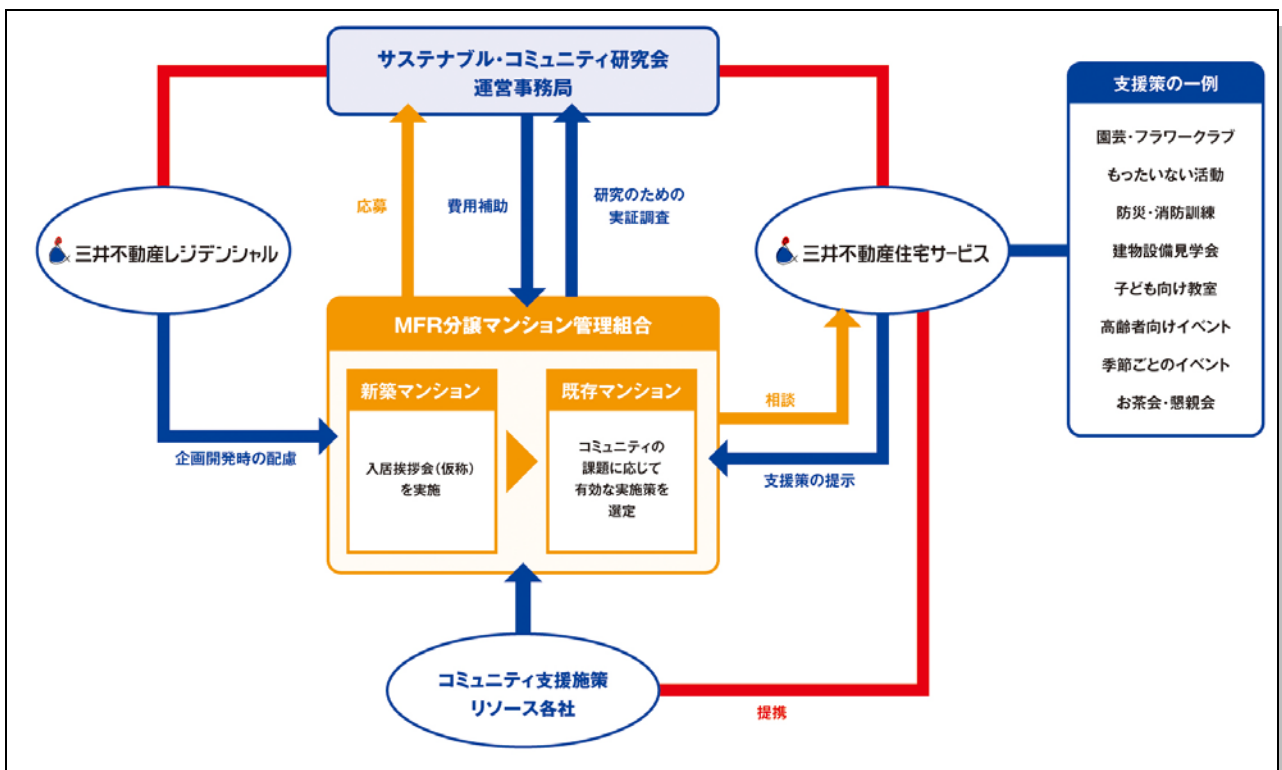 サステナブル・コミュニティ研究会
運営事務局
支援策の一例
園芸・フラワークラブ
もったいない活動
防災・消防訓練
建物設備見学会
子ども向け教室
高齢者向けイベント
季節ごとのイベント
お茶会・懇親会
応募
費用補助
研究のための
実証調査
三井不動産レジデンシャル
三井不動産住宅サービス
MFR分譲マンション管理組合
新築マンション
入居挨拶会(仮称)
を実施
既存マンション
コミュニティの
課題に応じて
有効な実施策を
選定
企画開発時の配慮
相談
支援策の提示
コミュニティ支援施策
リソース各社
提携